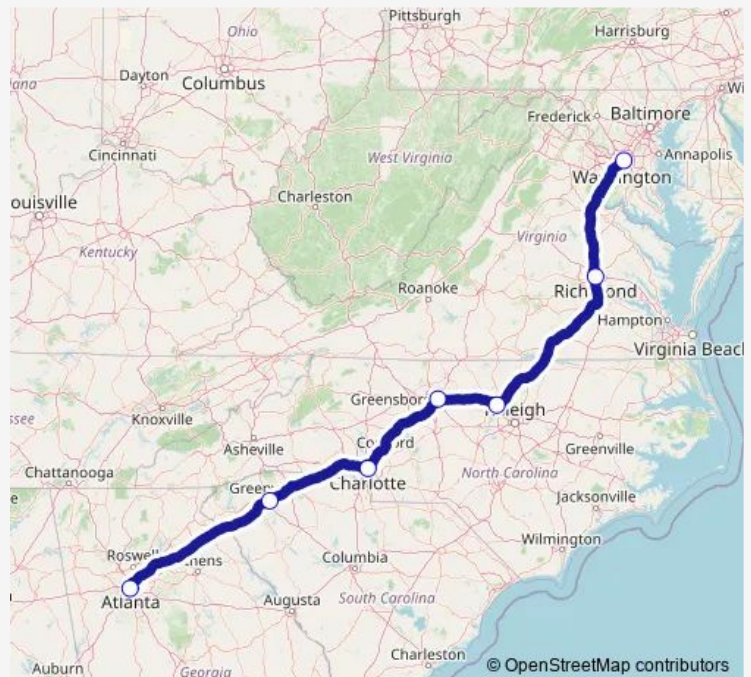 Pittsburgh
Ohio
Harrisburg
Dayton
Columbus
Frederick
Baltimore
Cincinnati
West Virginia
Annapolis
ouisville
Charleston
Kentucky
Virginia
Roanoke
Hampton
Virginia Beach
Knoxville
Asheville
Greenville
Chattanooga
North Carolina
Charlotte
Jacksonville
Wilmington
Columbia
Atlanta
Augusta
South Carolina
Auburn
Georgia
Charleston
© OpenStreetMap contributors